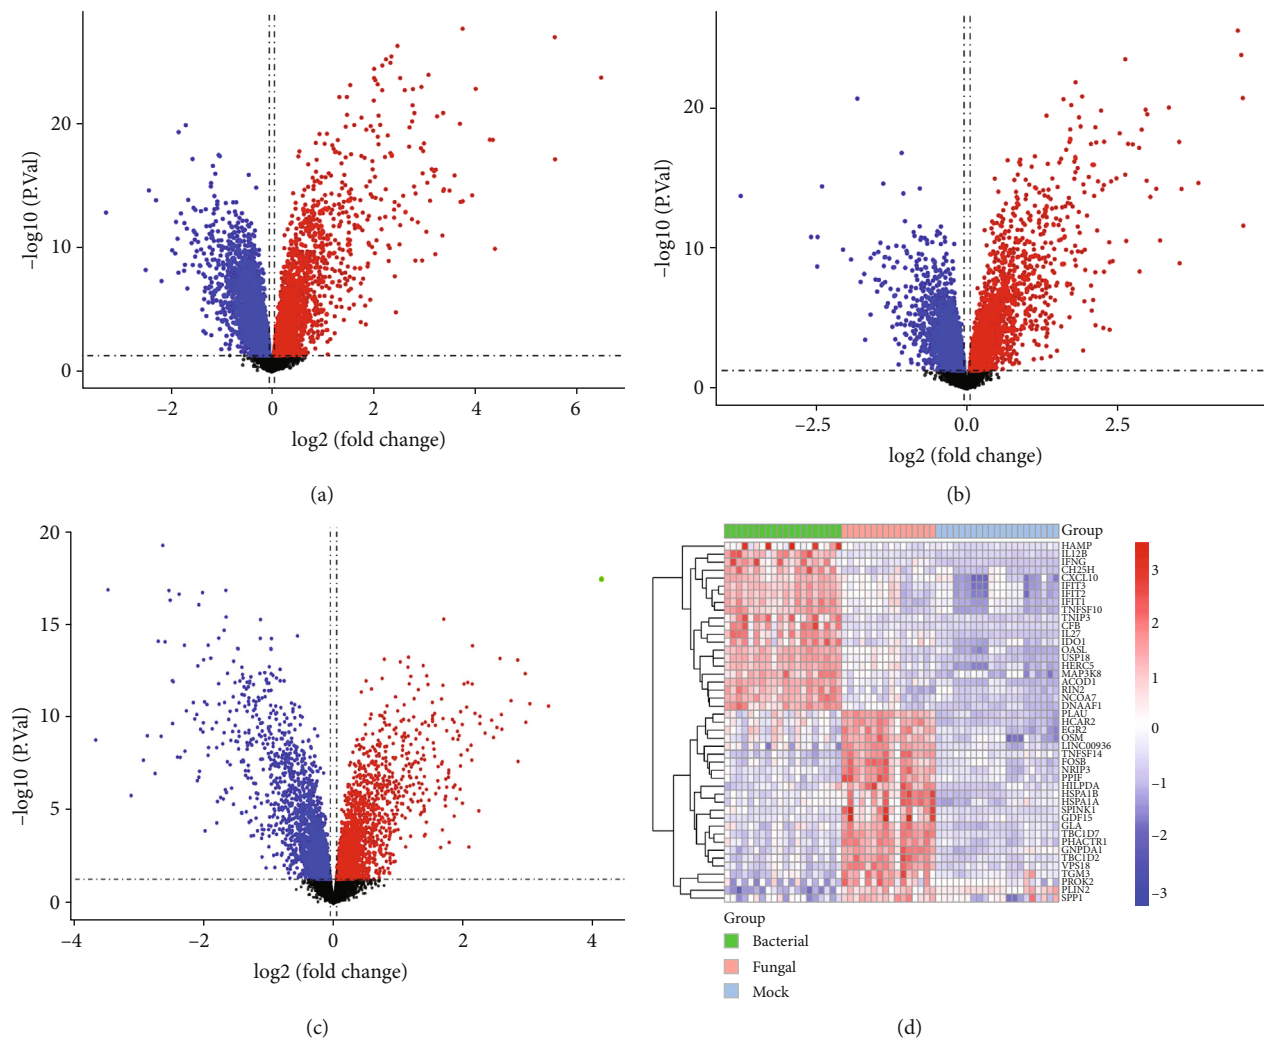 20
10
0
−log10 (P.Val)
−2
0
2
4
6
log2 (fold change)
(a)
20
10
0
−log10 (P.Val)
−2.5
0.0
2.5
log2 (fold change)
(b)
20
15
10
5
0
−log10 (P.Val)
−4
−2
0
2
4
log2 (fold change)
(c)
Group
HAMP
IL12B
IFNG
CH25H
CXCL10
IFIT3
IFIT2
IFIT1
TNFSF10
TNIP3
CFB
IL27
IDO1
OASL
USP18
HERC5
MAP3K8
ACOD1
RIN2
NCOA7
DNAAF1
PLAU
HCAR2
EGR2
OSM
LINC00936
TNFSF14
FOSB
NRIP3
PPIF
HILPDA
HSPA1B
HSPA1A
SPINK1
GDF15
GLA
TBC1D7
PHACTR1
GNPDA1
TBC1D2
VPS18
TGM3
PROK2
PLIN2
SPP1
3
2
1
0
−1
−2
−3
Group
Bacterial
Fungal
Mock
(d)